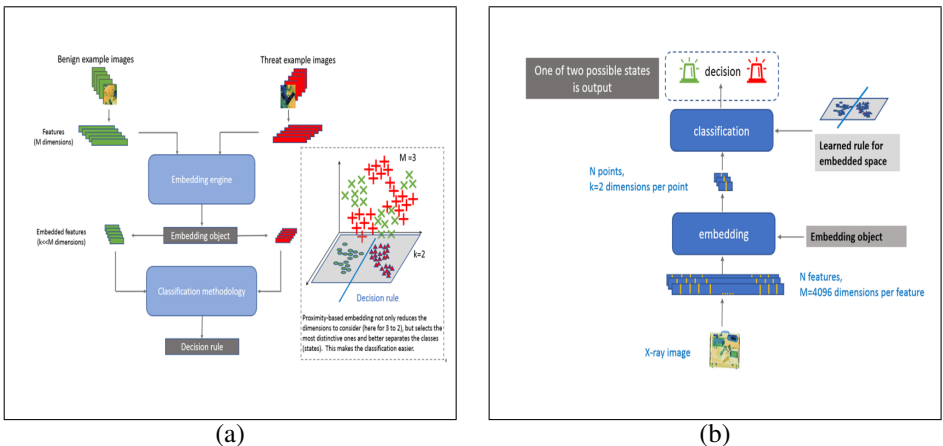 Benign example images
Threat example images
Features
(M dimensions)
Embedding engine
Embedded features
(k<<M dimensions)
Embedding object
Classification methodology
Decision rule
M =3
k=2
Decision rule
Proximity-based embedding not only reduces the
dimensions to consider (here for 3 to 2), but selects the
most distinctive ones and better separates the classes
(states). This makes the classification easier.
(a)
One of two possible states
is output
decision
classification
Learned rule for
embedded space
N points,
k=2 dimensions per point
embedding
Embedding object
N features,
M=4096 dimensions per feature
.....
X-ray image
(b)